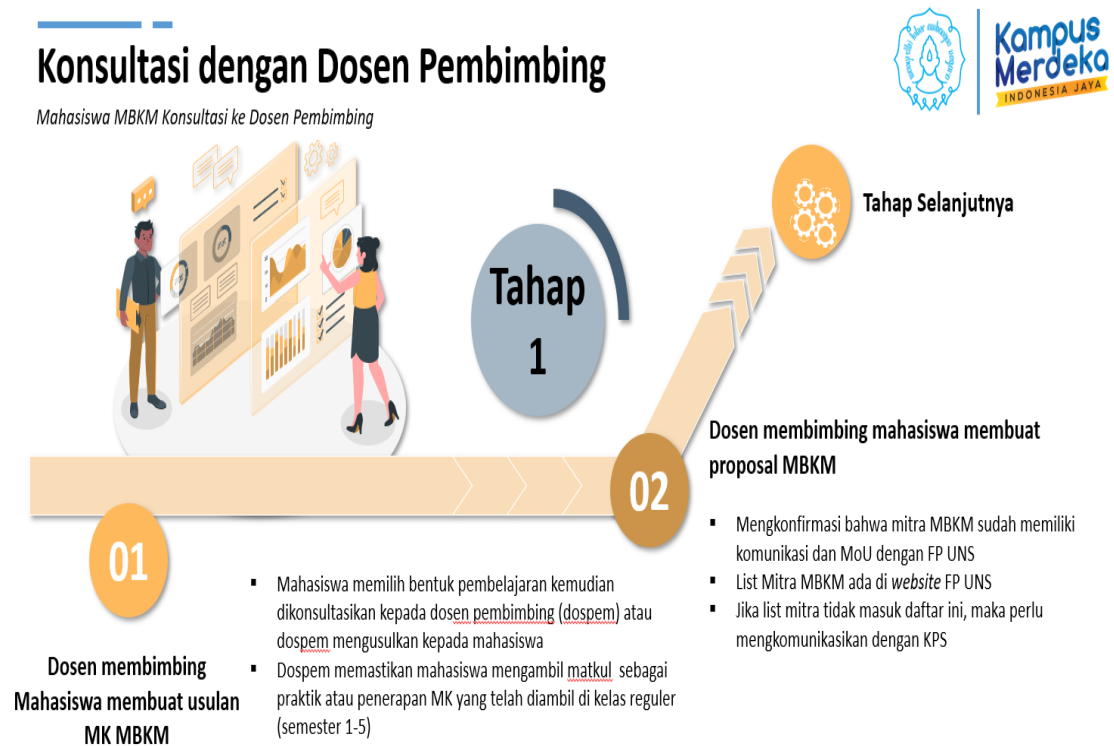 Konsultasi dengan Dosen Pembimbing
Mahasiswa MBKM Konsultasi ke Dosen Pembimbing
Kampus
Merdeka
INDONESIA JAYA
Tahap
1
Tahap Selanjutnya
01
Dosen membimbing
Mahasiswa membuat usulan
MK MBKM
▪ Mahasiswa memilih bentuk pembelajaran kemudian
dikonsultasikan kepada dosen pembimbing (dospem) atau
dospem mengusulkan kepada mahasiswa
▪ Dospem memastikan mahasiswa mengambil matkul sebagai
praktik atau penerapan MK yang telah diambil di kelas reguler
(semester 1-5)
02
Dosen membimbing mahasiswa membuat
proposal MBKM
▪ Mengkonfirmasi bahwa mitra MBKM sudah memiliki
komunikasi dan MoU dengan FP UNS
▪ List Mitra MBKM ada di website FP UNS
▪ Jika list mitra tidak masuk daftar ini, maka perlu
mengkomunikasikan dengan KPS